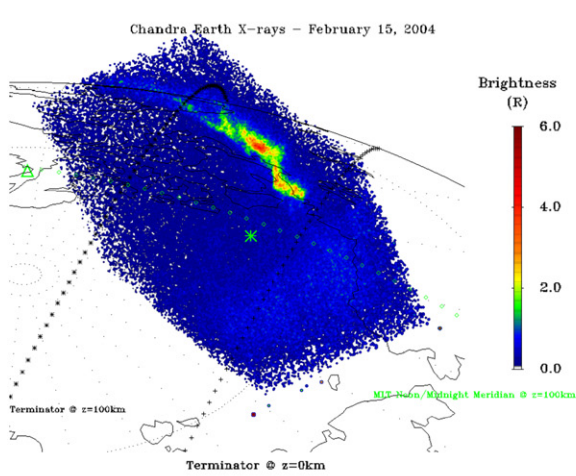 Chandra Earth X-rays - February 15, 2004
Brightness
(R)
6.0
4.0
2.0
0.0
MLT Noon/Midnight Meridian @ z=100km
Terminator @ z=100km
Terminator @ z=0km